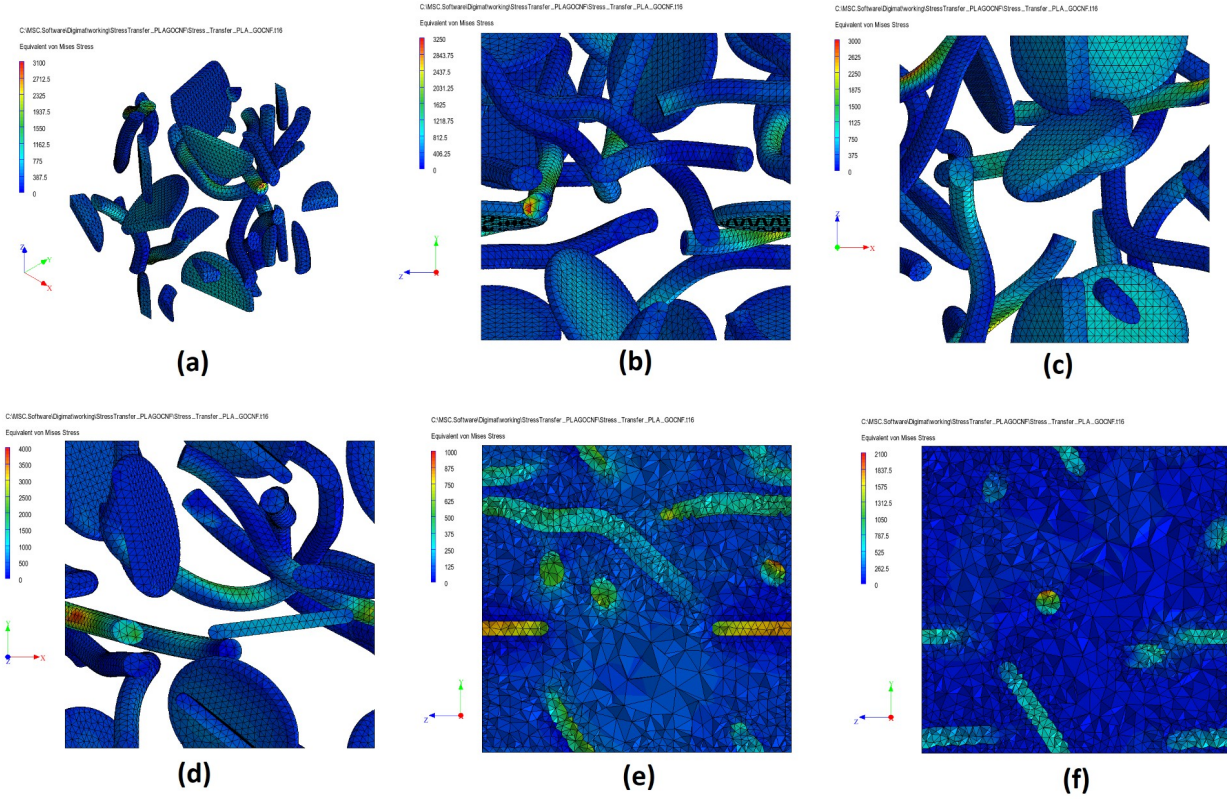 C:\MSC.Software\Digimat\working\StressTransfer_PLAGOCNF\Stress_Transfer_PLA_GOCNF.t16
Equivalent von Mises Stress
3100
2712.5
2325
1937.5
1550
1162.5
775
387.5
0
Z
Y
X
(a)
C:\MSC.Software\Digimat\working\StressTransfer_PLAGOCNF\Stress_Transfer_PLA_GOCNF.t16
Equivalent von Mises Stress
3250
2843.75
2437.5
2031.25
1625
1218.75
812.5
406.25
0
Y
Z
X
(b)
C:\MSC.Software\Digimat\working\StressTransfer_PLAGOCNF\Stress_Transfer_PLA_GOCNF.t16
Equivalent von Mises Stress
3000
2625
2250
1875
1500
1125
750
375
0
Z
X
(c)
C:\MSC.Software\Digimat\working\StressTransfer_PLAGOCNF\Stress_Transfer_PLA_GOCNF.t16
Equivalent von Mises Stress
4000
3500
3000
2500
2000
1500
1000
500
0
Y
Z
X
(d)
C:\MSC.Software\Digimat\working\StressTransfer_PLAGOCNF\Stress_Transfer_PLA_GOCNF.t16
Equivalent von Mises Stress
1000
875
750
625
500
375
250
125
0
Y
Z
X
(e)
C:\MSC.Software\Digimat\working\StressTransfer_PLAGOCNF\Stress_Transfer_PLA_GOCNF.t16
Equivalent von Mises Stress
2100
1837.5
1575
1312.5
1050
787.5
525
262.5
0
Y
Z
X
(f)